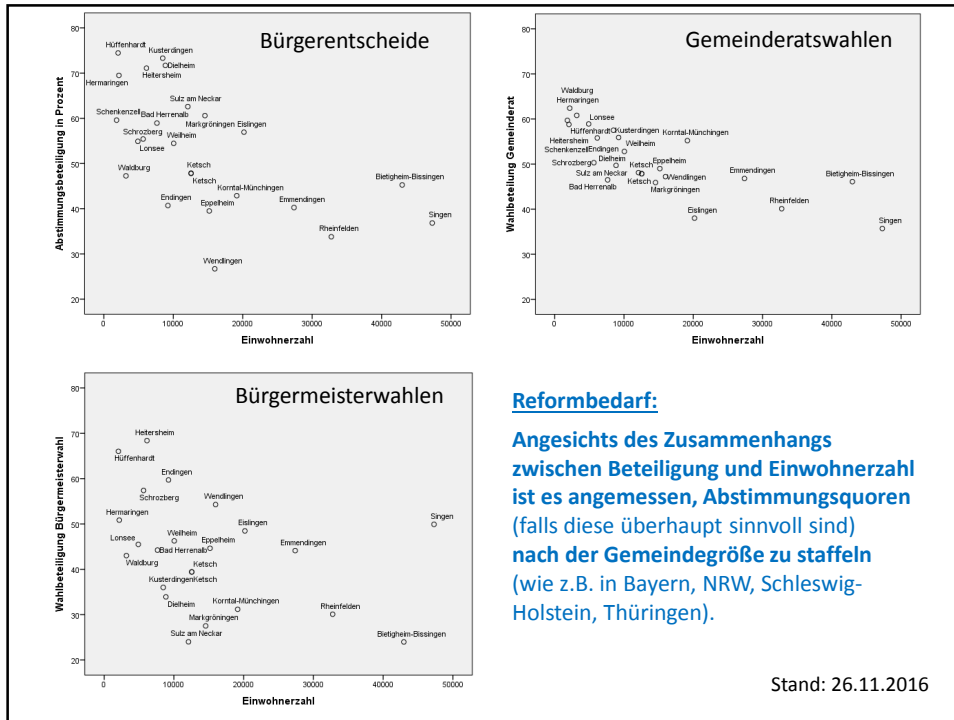 Bürgerentscheide
Abstimmungsbeteiligung in Prozent
80
70
60
50
40
30
20
Hüffenhardt
Kusterdingen
Dielheim
Heitersheim
Hermaringen
Sulz am Neckar
Schenkenzell
Bad Herrenalb
Markgröningen
Eislingen
Schrozberg
Weilheim
Lonsee
Waldburg
Ketsch
Ketsch
Bietigheim-Bissingen
Endingen
Korntal-Münchingen
Eppelheim
Emmendingen
Singen
Rheinfelden
Wendlingen
0 10000 20000 30000 40000 50000
Einwohnerzahl
Gemeinderatswahlen
Wahlbeteilung Gemeinderat
80
70
60
50
40
30
20
Waldburg
Hermaringen
Lonsee
Hüffenhardt
Kusterdingen
Korntal-Münchingen
Heitersheim
Weilheim
Schenkenzell
Endingen
Dielheim
Schrozberg
Ketsch
Eppelheim
Sulz am Neckar
Wendlingen
Emmendingen
Bietigheim-Bissingen
Bad Herrenalb
Ketsch
Markgröningen
Rheinfelden
Eislingen
Singen
0 10000 20000 30000 40000 50000
Einwohnerzahl
Bürgermeisterwahlen
Wahlbeteiligung Bürgermeisterwahl
80
70
60
50
40
30
20
Heitersheim
Hüffenhardt
Endingen
Schrozberg
Wendlingen
Hermaringen
Singen
Eislingen
Lonsee
Weilheim
Eppelheim
Emmendingen
Bad Herrenalb
Waldburg
Kusterdingen
Ketsch
Dielheim
Korntal-Münchingen
Rheinfelden
Markgröningen
Sulz am Neckar
Bietigheim-Bissingen
0 10000 20000 30000 40000 50000
Einwohnerzahl
Reformbedarf:
Angesichts des Zusammenhangs
zwischen Beteiligung und Einwohnerzahl
ist es angemessen, Abstimmungsquoren
(falls diese überhaupt sinnvoll sind)
nach der Gemeindegröße zu staffeln
(wie z.B. in Bayern, NRW, Schleswig-
Holstein, Thüringen).
Stand: 26.11.2016